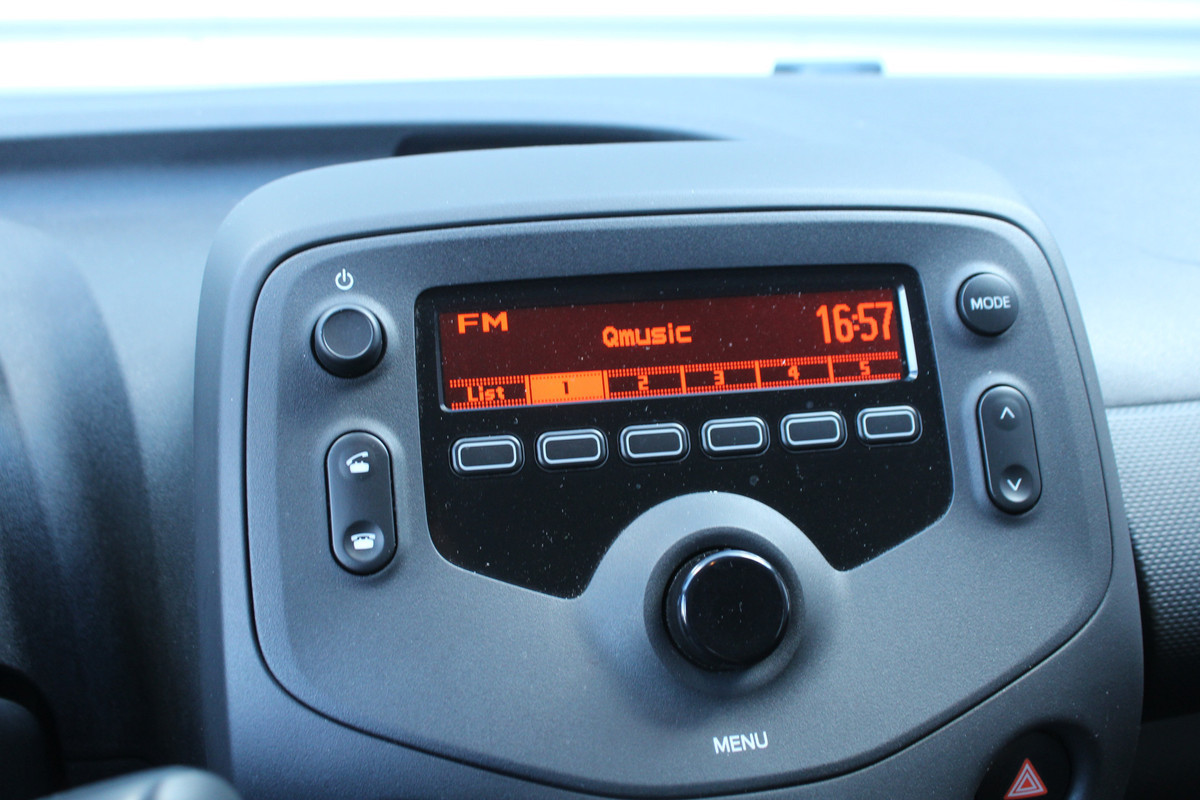 FM Qmusic 16:57
List 1 2 3 4 5
MODE
MENU